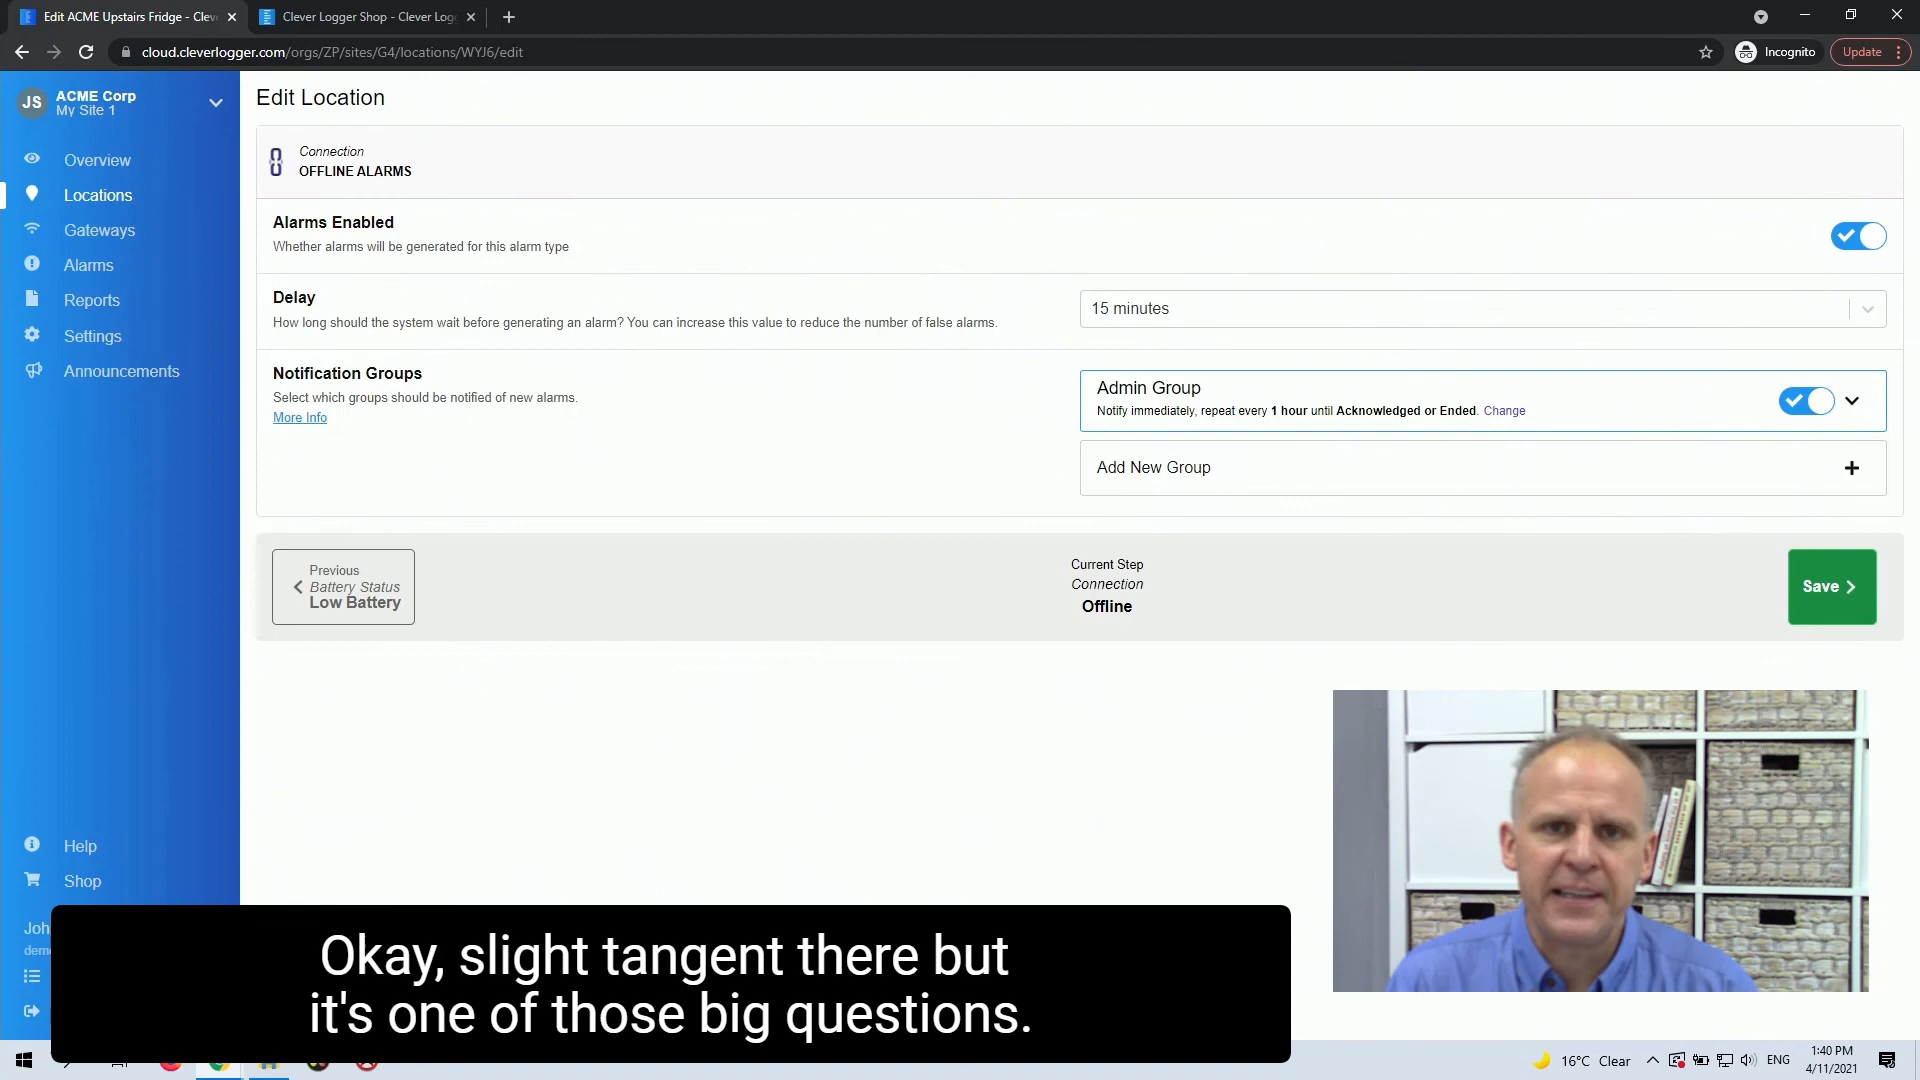 Edit ACME Upstairs Fridge - Clev
Clever Logger Shop - Clever Log
cloud.cleverlogger.com/orgs/ZP/sites/G4/locations/WYJ6/edit
Incognito
Update
JS
ACME Corp
My Site 1
Overview
Locations
Gateways
Alarms
Reports
Settings
Announcements
Help
Shop
Joh
dem
Edit Location
Connection
OFFLINE ALARMS
Alarms Enabled
Whether alarms will be generated for this alarm type
Delay
How long should the system wait before generating an alarm? You can increase this value to reduce the number of false alarms.
15 minutes
Notification Groups
Select which groups should be notified of new alarms.
More Info
Admin Group
Notify immediately, repeat every 1 hour until Acknowledged or Ended. Change
Add New Group
Previous
Battery Status
Low Battery
Current Step
Connection
Offline
Save
Okay, slight tangent there but
it's one of those big questions.
16°C Clear
ENG
1:40 PM
4/11/2021